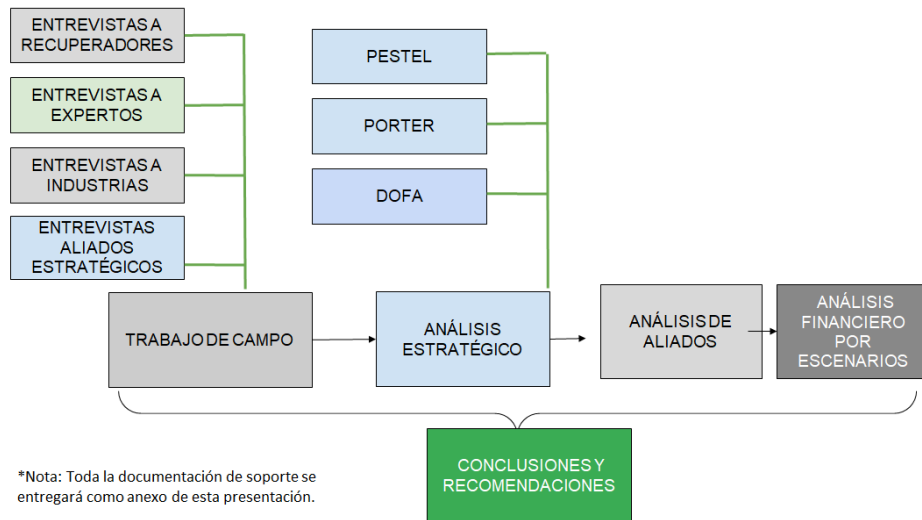 ENTREVISTAS A
RECUPERADORES
ENTREVISTAS A
EXPERTOS
ENTREVISTAS A
INDUSTRIAS
ENTREVISTAS
ALIADOS
ESTRATÉGICOS
PESTEL
PORTER
DOFA
TRABAJO DE CAMPO
ANÁLISIS
ESTRATÉGICO
ANÁLISIS DE
ALIADOS
ANÁLISIS
FINANCIERO
POR
ESCENARIOS
CONCLUSIONES Y
RECOMENDACIONES
*Nota: Toda la documentación de soporte se
entregará como anexo de esta presentación.